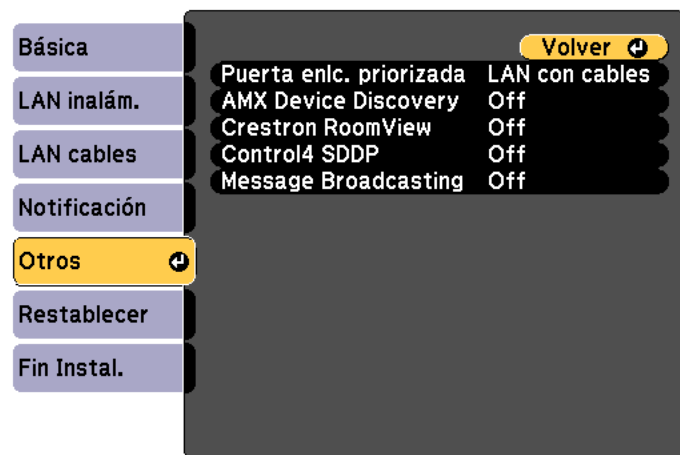 Básica
LAN inalám.
LAN cables
Notificación
Otros
Restablecer
Fin Instal.
Volver
Puerta enlc. priorizada LAN con cables
AMX Device Discovery Off
Crestron RoomView Off
Control4 SDDP Off
Message Broadcasting Off